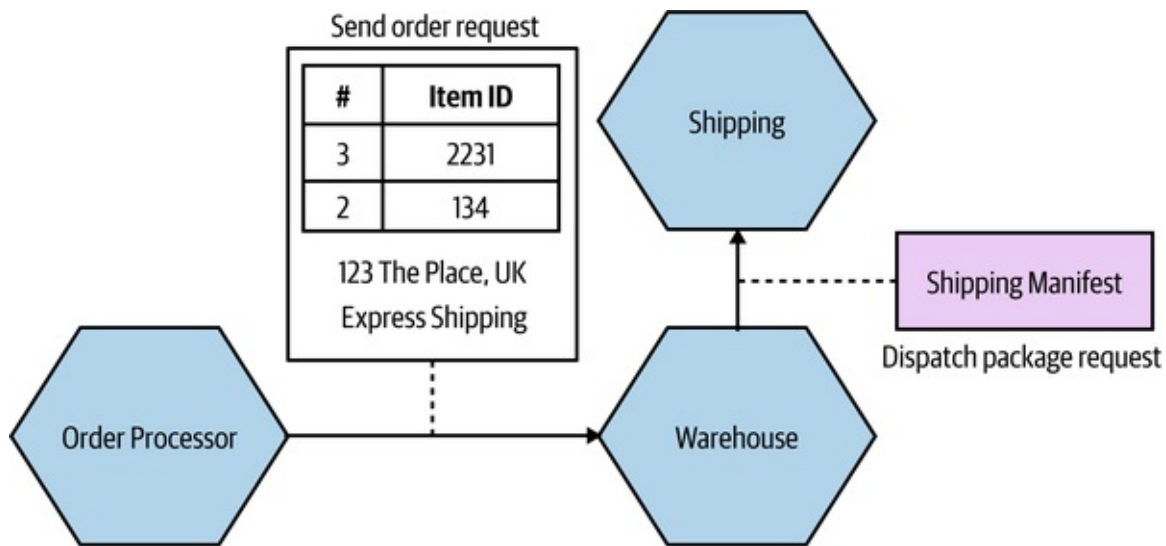 Send order request
# Item ID
3 2231
2 134
123 The Place, UK
Express Shipping
Shipping
Shipping Manifest
Dispatch package request
Order Processor
Warehouse